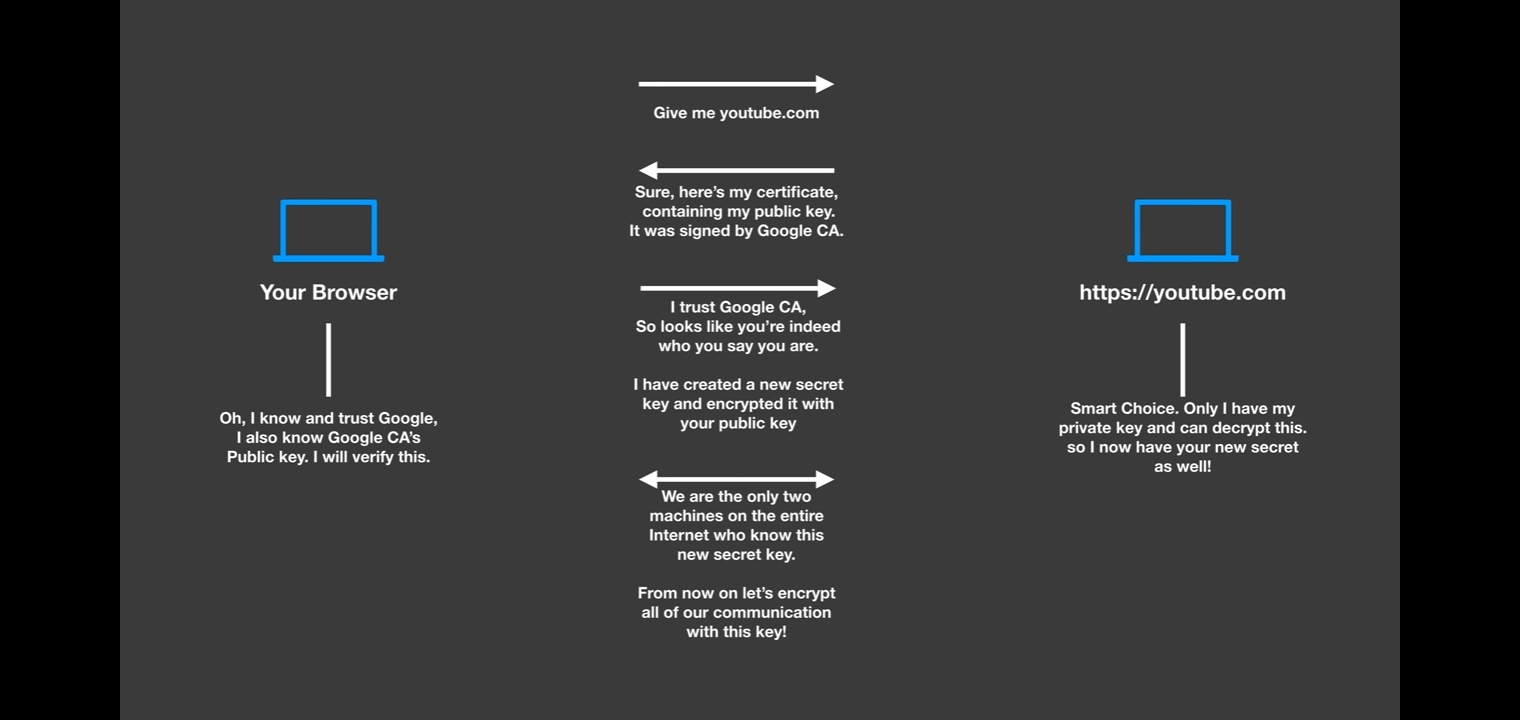 Give me youtube.com
Sure, here's my certificate,
containing my public key.
It was signed by Google CA.
Your Browser
https://youtube.com
I trust Google CA,
So looks like you're indeed
who you say you are.
I have created a new secret
key and encrypted it with
your public key
Oh, I know and trust Google,
I also know Google CA's
Public key. I will verify this.
Smart Choice. Only I have my
private key and can decrypt this.
so I now have your new secret
as well!
We are the only two
machines on the entire
Internet who know this
new secret key.
From now on let's encrypt
all of our communication
with this key!